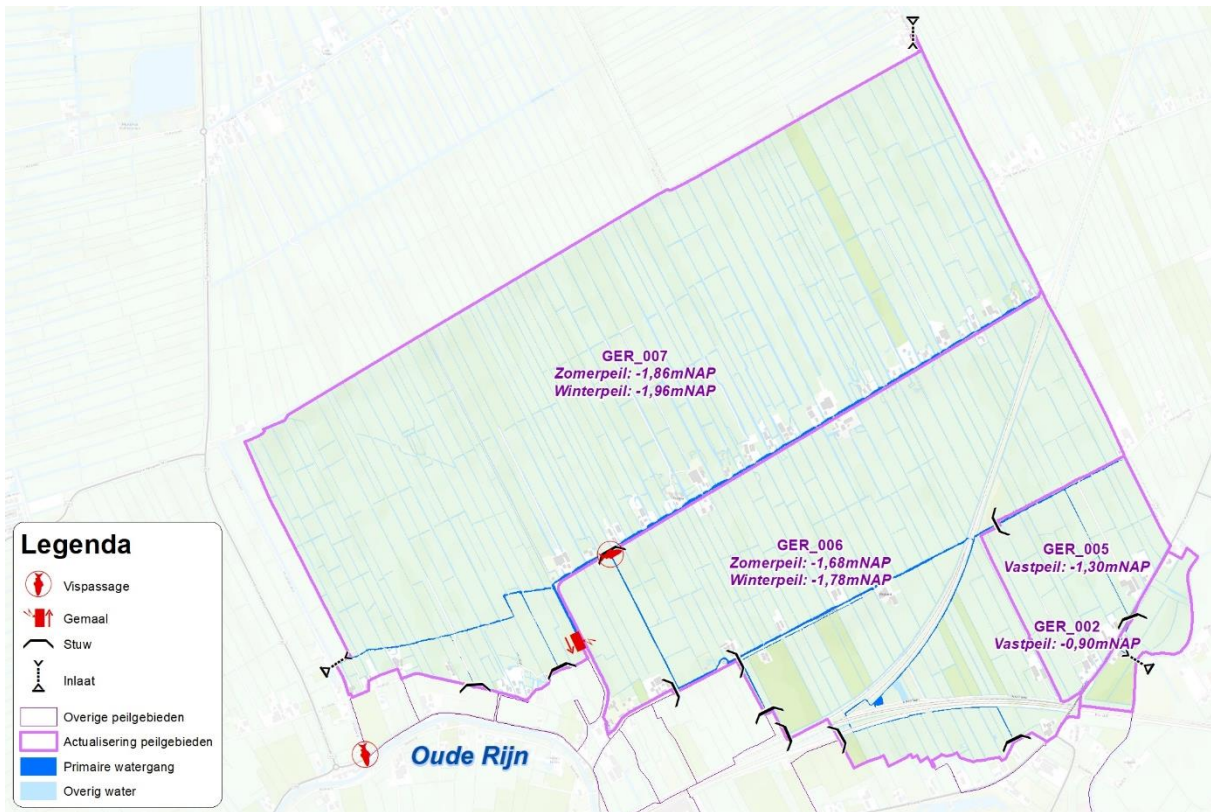 GER_007
Zomerpeil: -1,86mNAP
Winterpeil: -1,96mNAP
GER_006
Zomerpeil: -1,68mNAP
Winterpeil: -1,78mNAP
GER_005
Vastpeil: -1,30mNAP
GER_002
Vastpeil: -0,90mNAP
Oude Rijn
Legenda
Vispassage
Gemaal
Stuw
Inlaat
Overige peilgebieden
Actualisering peilgebieden
Primaire watergang
Overig water